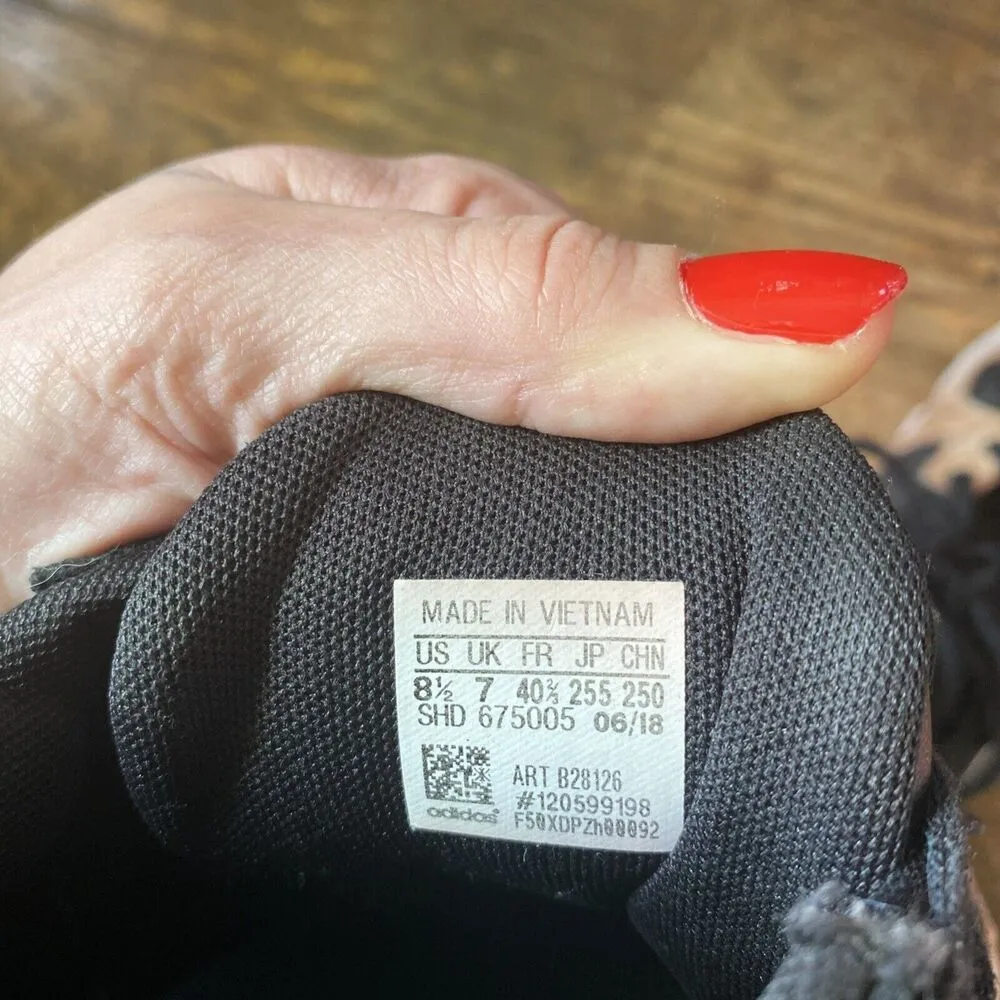 MADE IN VIETNAM
US UK FR JP CHN
8½ 7 40⅔ 255 250
SHD 675005 06/18
ART B28126
#120599198
adidas F50XDPZh00092